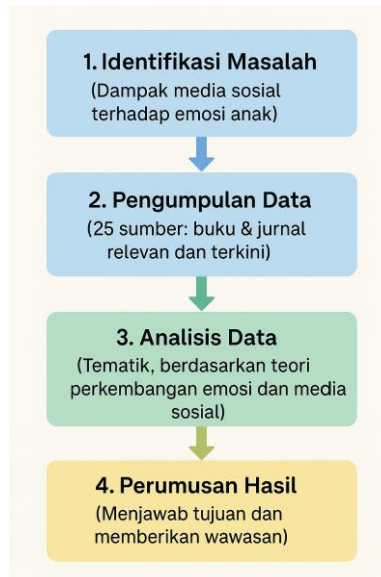 1. Identifikasi Masalah
(Dampak media sosial
terhadap emosi anak)
2. Pengumpulan Data
(25 sumber: buku & jurnal
relevan dan terkini)
3. Analisis Data
(Tematik, berdasarkan teori
perkembangan emosi dan media
sosial)
4. Perumusan Hasil
(Menjawab tujuan dan
memberikan wawasan)